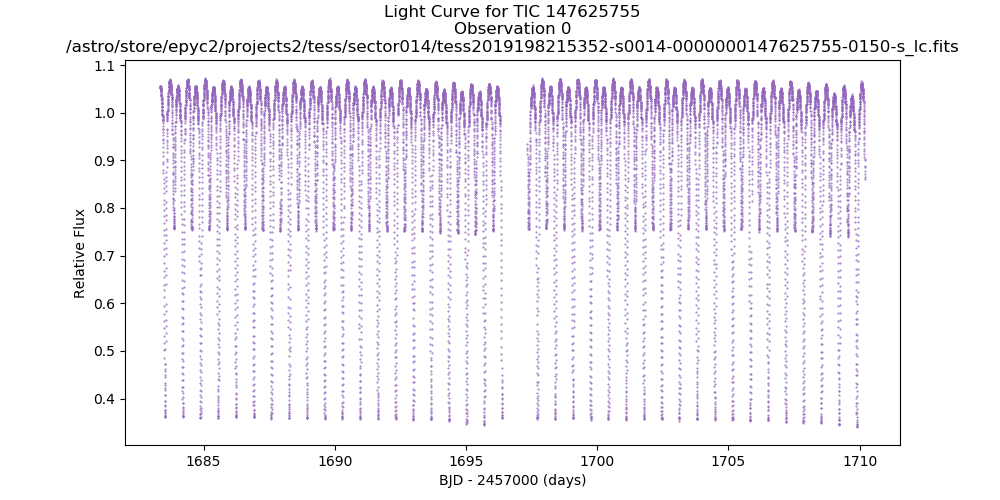 Light Curve for TIC 147625755
Observation 0
/astro/store/epyc2/projects2/tess/sector014/tess2019198215352-s0014-0000000147625755-0150-s_lc.fits
1.1
1.0
0.9
0.8
0.7
0.6
0.5
0.4
Relative Flux
1685
1690
1695
1700
1705
1710
BJD - 2457000 (days)